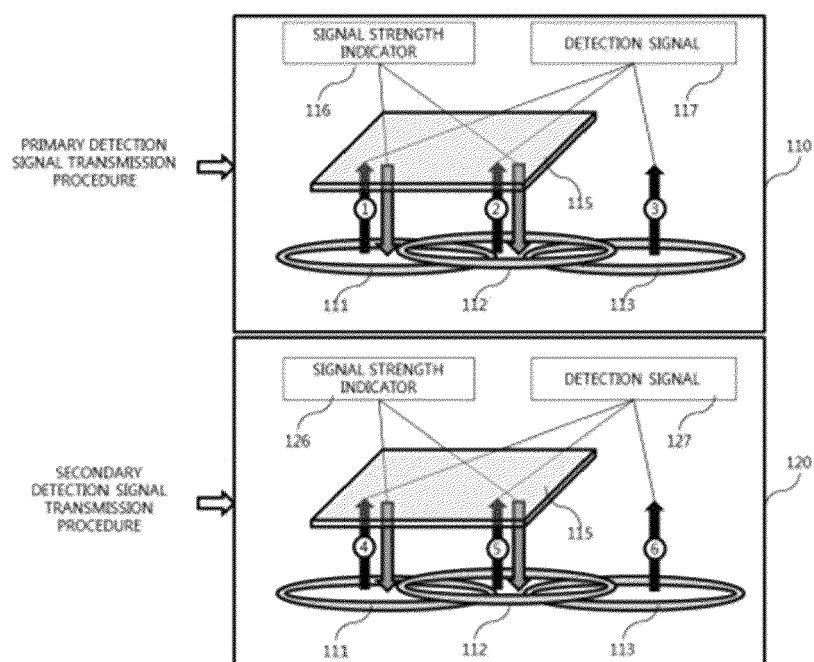 SIGNAL STRENGTH
INDICATOR
DETECTION SIGNAL
116
117
PRIMARY DETECTION
SIGNAL TRANSMISSION
PROCEDURE
110
1
2
3
115
111
112
113
SIGNAL STRENGTH
INDICATOR
DETECTION SIGNAL
126
127
SECONDARY
DETECTION SIGNAL
TRANSMISSION
PROCEDURE
120
4
5
6
115
111
112
113